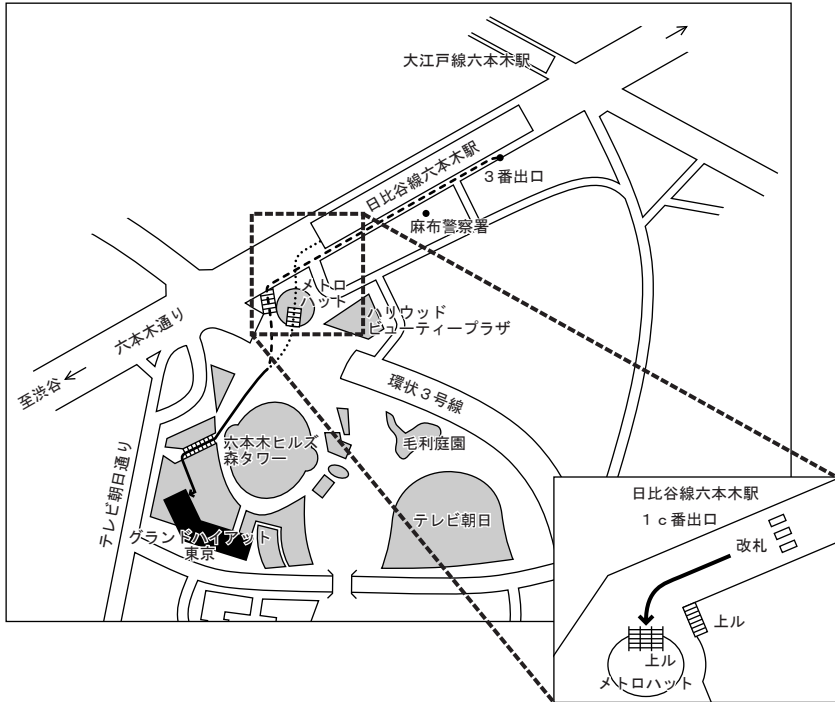 大江戸線六本木駅
日比谷線六本木駅
3番出口
麻布警察署
メトロ
ハット
ハリウッド
ビューティープラザ
六本木通り
至渋谷
環状3号線
六本木ヒルズ
森タワー
毛利庭園
テレビ朝日通り
テレビ朝日
グランドハイアット
東京
日比谷線六本木駅
1c番出口
改札
上ル
上ル
メトロハット